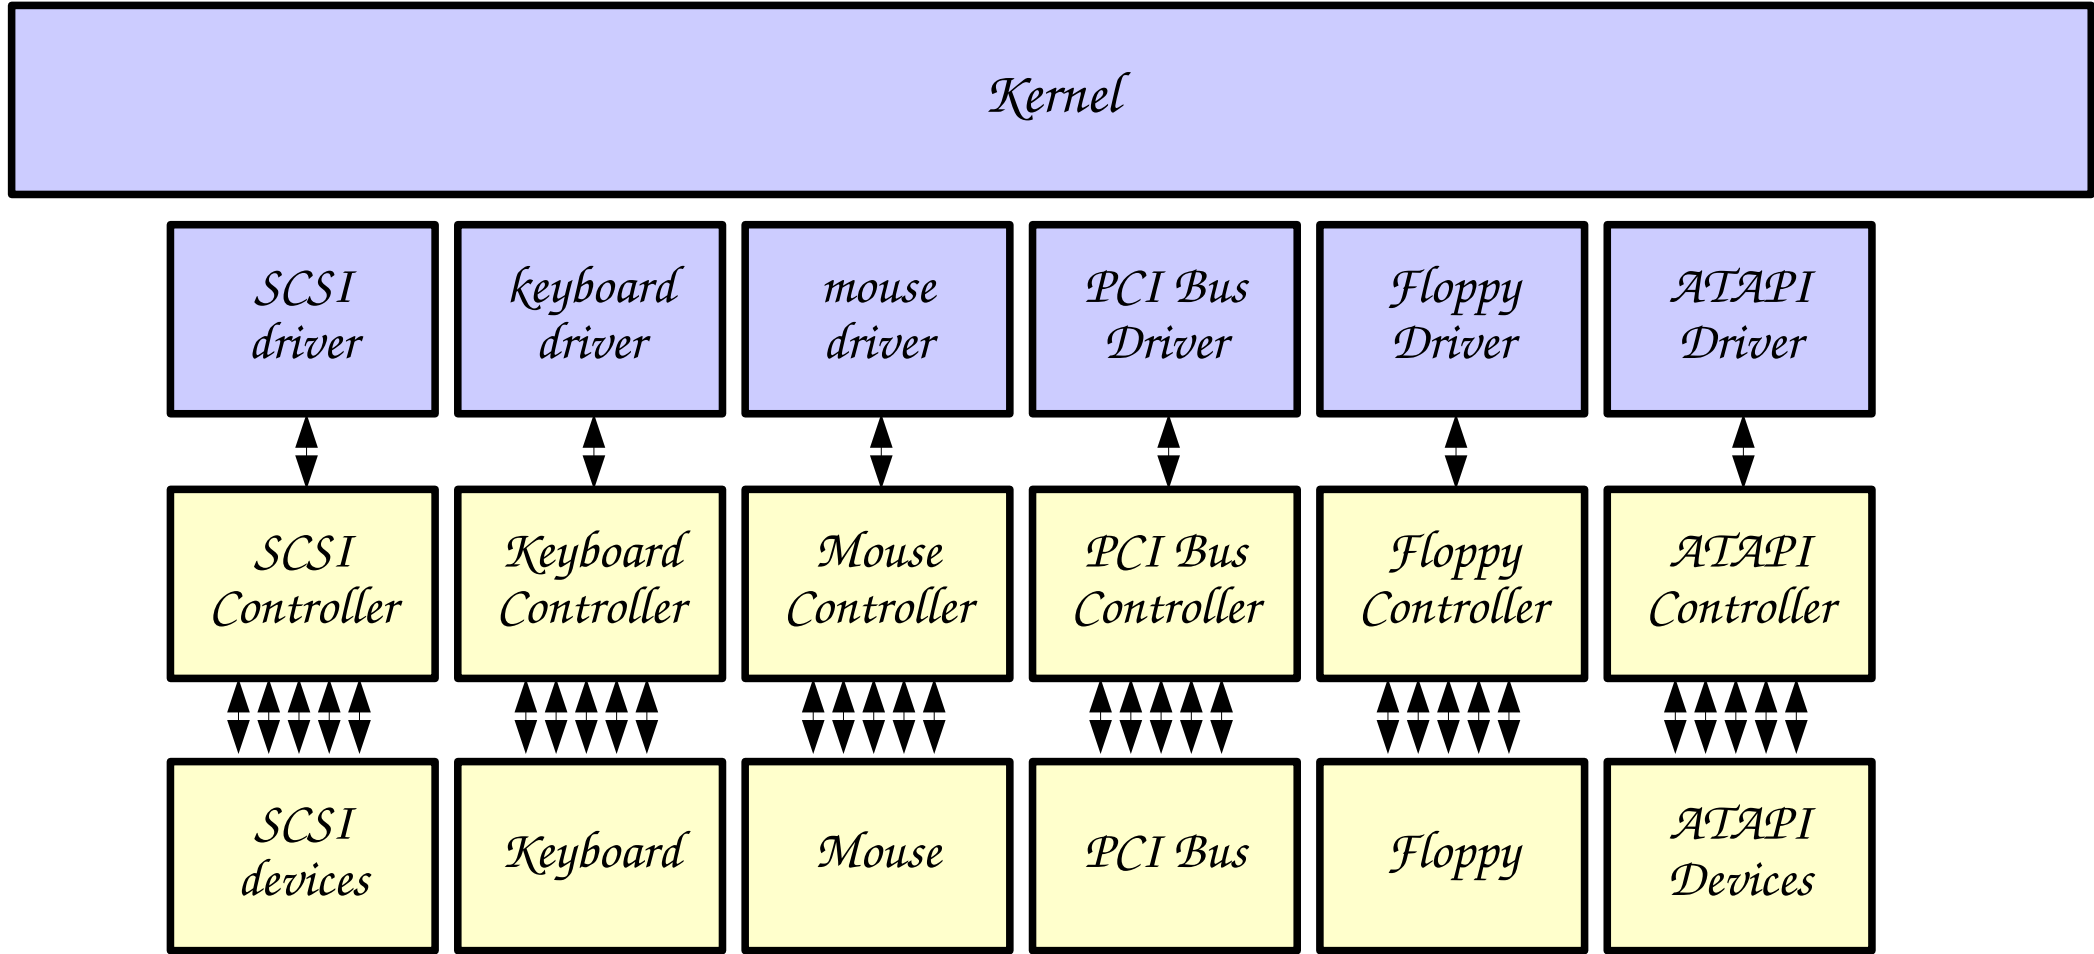 Kernel
SCSI
driver
keyboard
driver
mouse
driver
PCI Bus
Driver
Floppy
Driver
ATAPI
Driver
SCSI
Controller
Keyboard
Controller
Mouse
Controller
PCI Bus
Controller
Floppy
Controller
ATAPI
Controller
SCSI
devices
Keyboard
Mouse
PCI Bus
Floppy
ATAPI
Devices